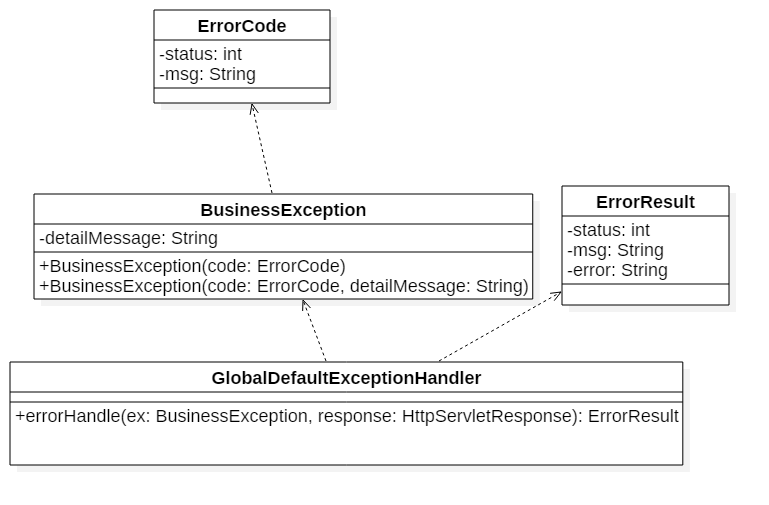 ErrorCode
-status: int
-msg: String
BusinessException
-detailMessage: String
+BusinessException(code: ErrorCode)
+BusinessException(code: ErrorCode, detailMessage: String)
ErrorResult
-status: int
-msg: String
-error: String
GlobalDefaultExceptionHandler
+errorHandle(ex: BusinessException, response: HttpServletResponse): ErrorResult